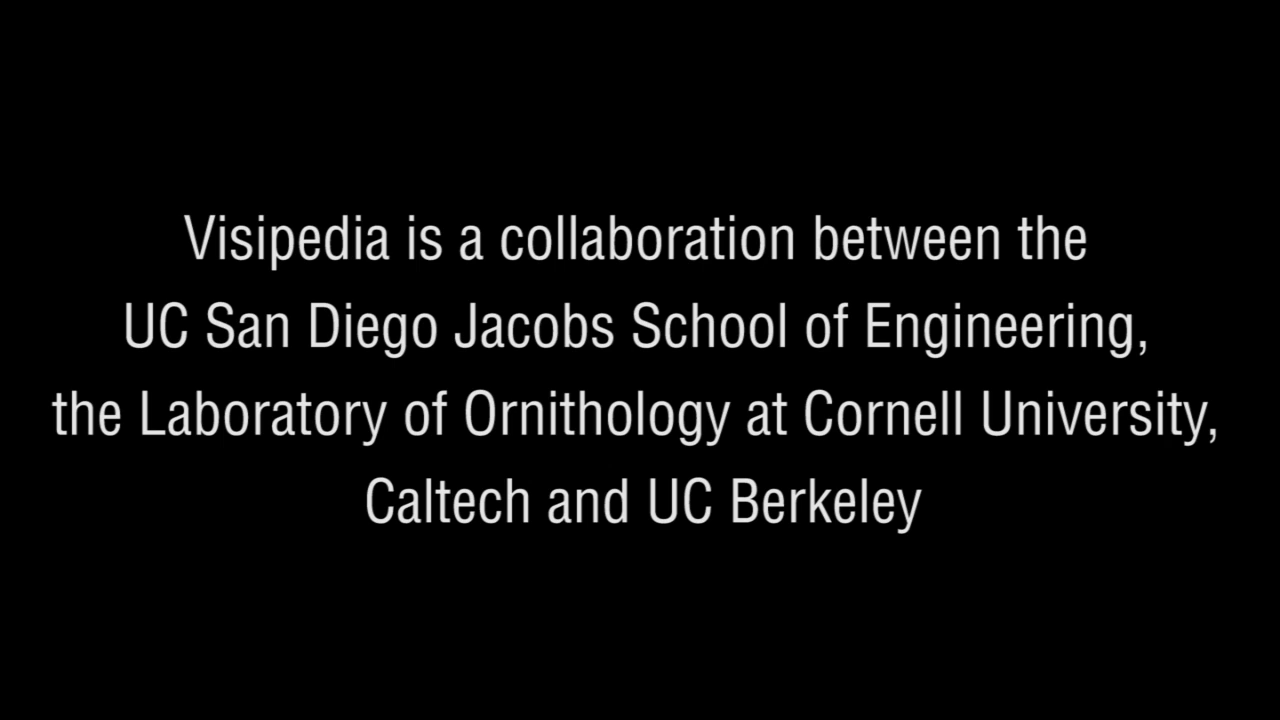 Visipedia is a collaboration between the
UC San Diego Jacobs School of Engineering,
the Laboratory of Ornithology at Cornell University,
Caltech and UC Berkeley